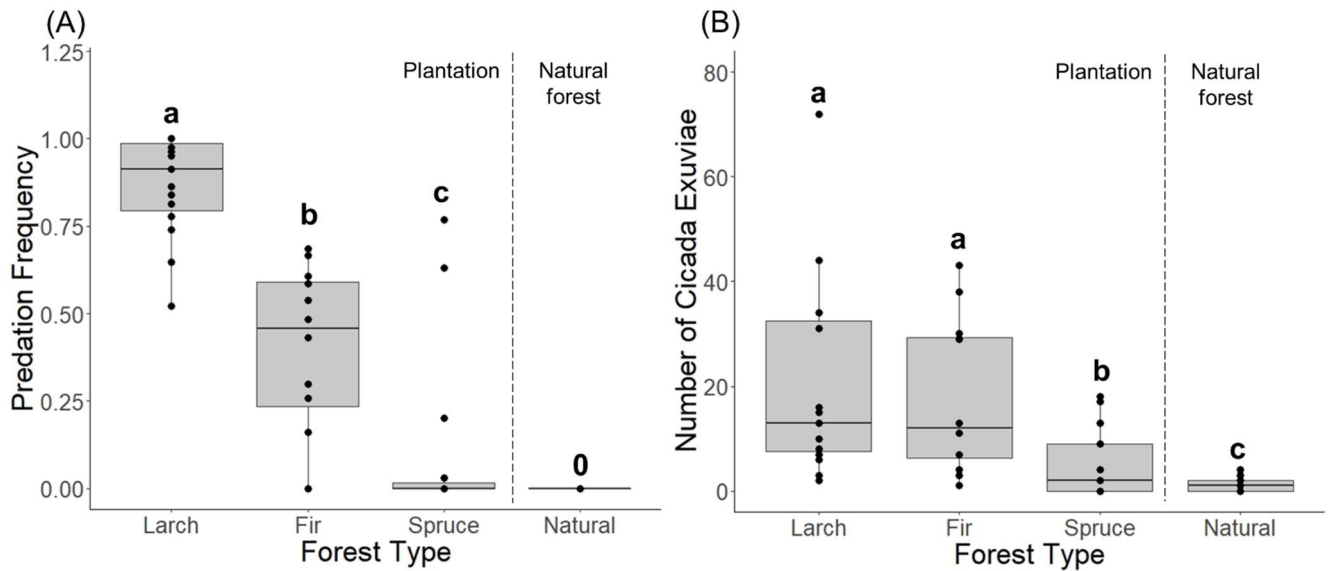 (A)
Predation Frequency
1.25
1.00
0.75
0.50
0.25
0.00
Plantation
Natural
forest
a
b
c
0
Larch
Fir
Spruce
Natural
Forest Type
(B)
Number of Cicada Exuviae
80
60
40
20
0
Plantation
Natural
forest
a
a
b
c
Larch
Fir
Spruce
Natural
Forest Type